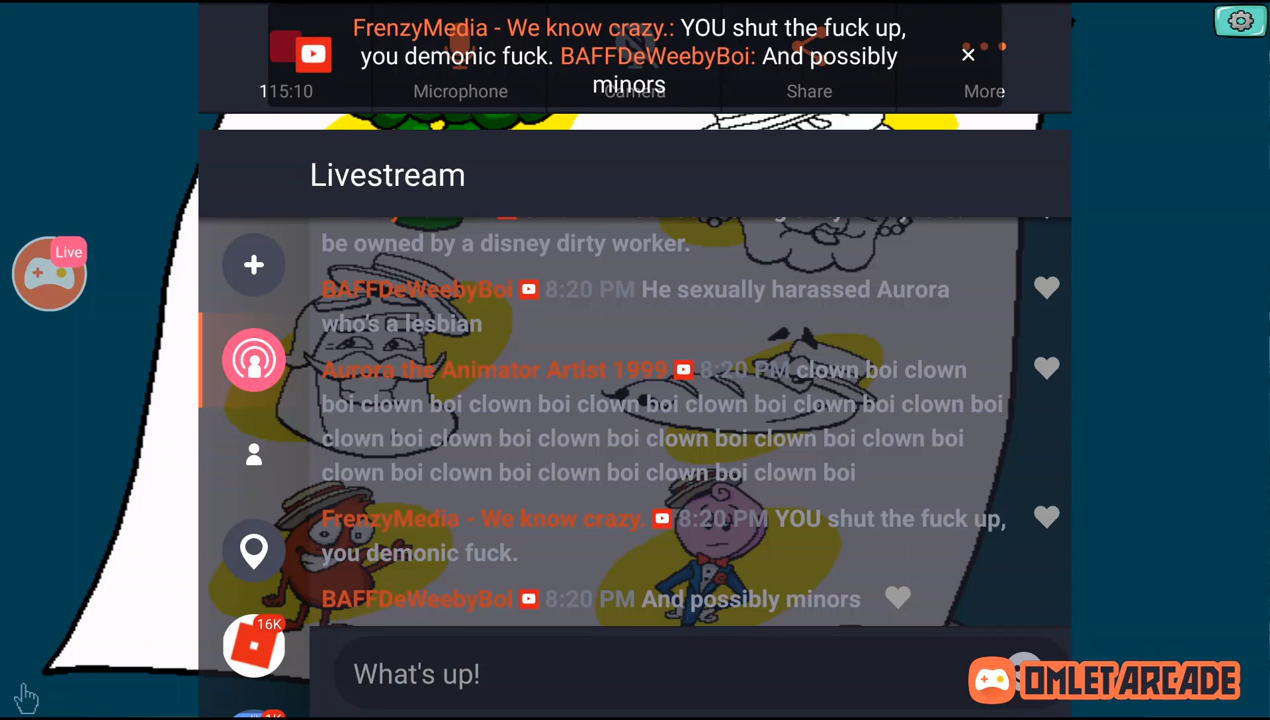 FrenzyMedia - We know crazy.: YOU shut the fuck up,
you demonic fuck. BAFFDeWeebyBoi: And possibly
minors
115:10
Microphone
Camera
Share
More
Livestream
Live
be owned by a disney dirty worker.
BAFFDeWeebyBoi 8:20 PM He sexually harassed Aurora
who's a lesbian
Aurora the Animator Artist 1999 8:20 PM clown boi clown
boi clown boi clown boi clown boi clown boi clown boi
clown boi clown boi clown boi clown boi clown boi
clown boi clown boi clown boi clown boi clown boi
FrenzyMedia - We know crazy. 8:20 PM YOU shut the fuck up,
you demonic fuck.
BAFFDeWeebyBoi 8:20 PM And possibly minors
16K
What's up!
OMLET ARCADE
1K